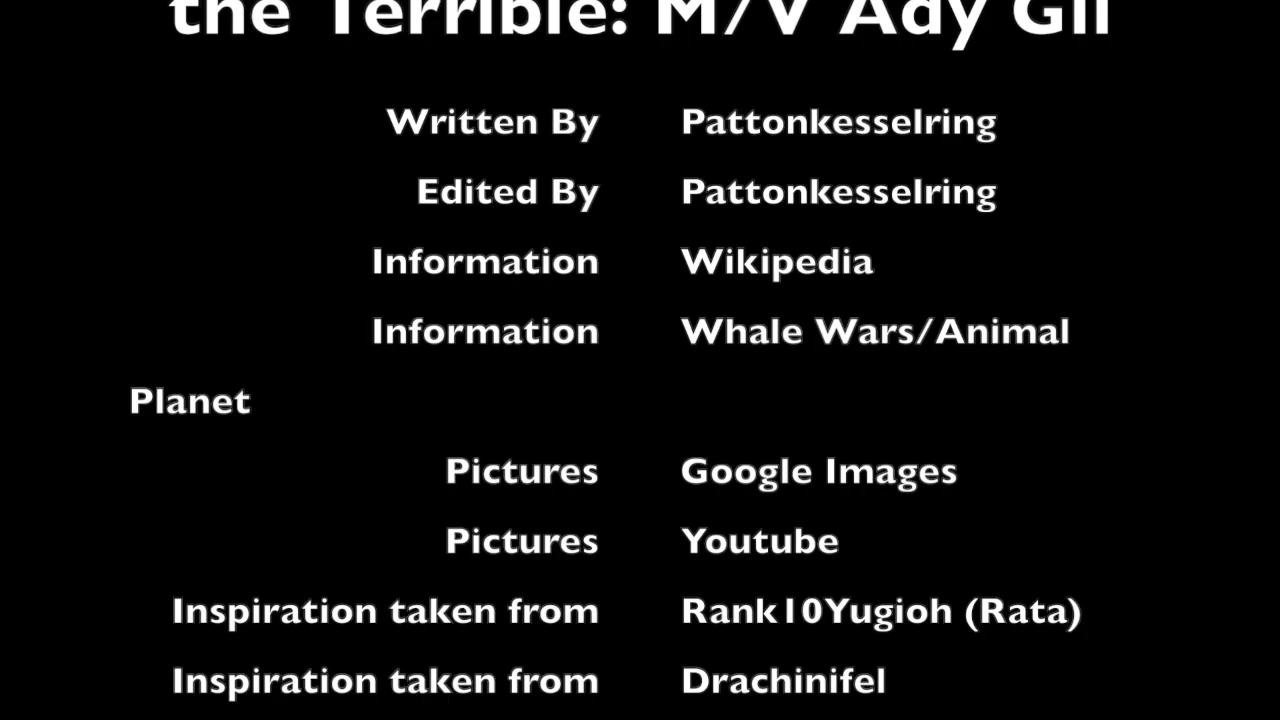 the Terrible: M/V Ady Gil
Written By Pattonkesselring
Edited By Pattonkesselring
Information Wikipedia
Information Whale Wars/Animal
Planet
Pictures Google Images
Pictures Youtube
Inspiration taken from Rank10Yugioh (Rata)
Inspiration taken from Drachinifel